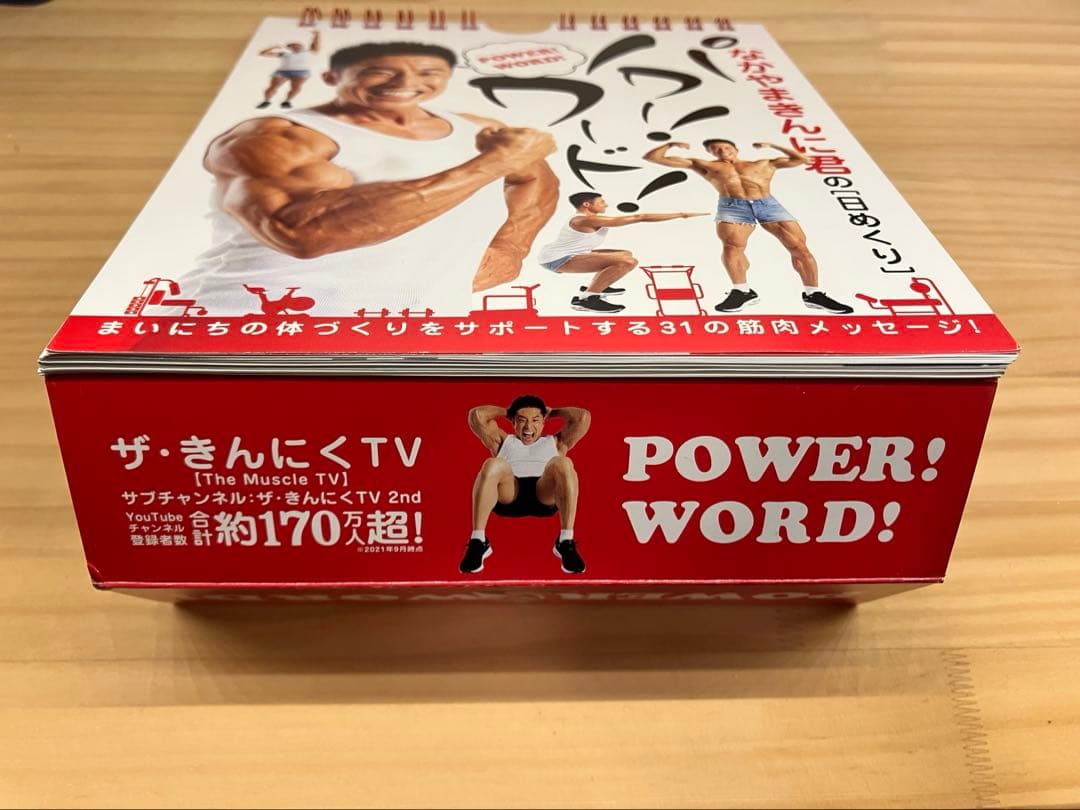 POWER!
WORD!
パワー!
ワード!
なかやまきんに君の[日めくり]
まいにちの体づくりをサポートする31の筋肉メッセージ!
ザ・きんにくTV
【The Muscle TV】
サブチャンネル:ザ・きんにくTV 2nd
YouTube
チャンネル
登録者数
合計
約170万人超!
※2021年9月時点
POWER!
WORD!